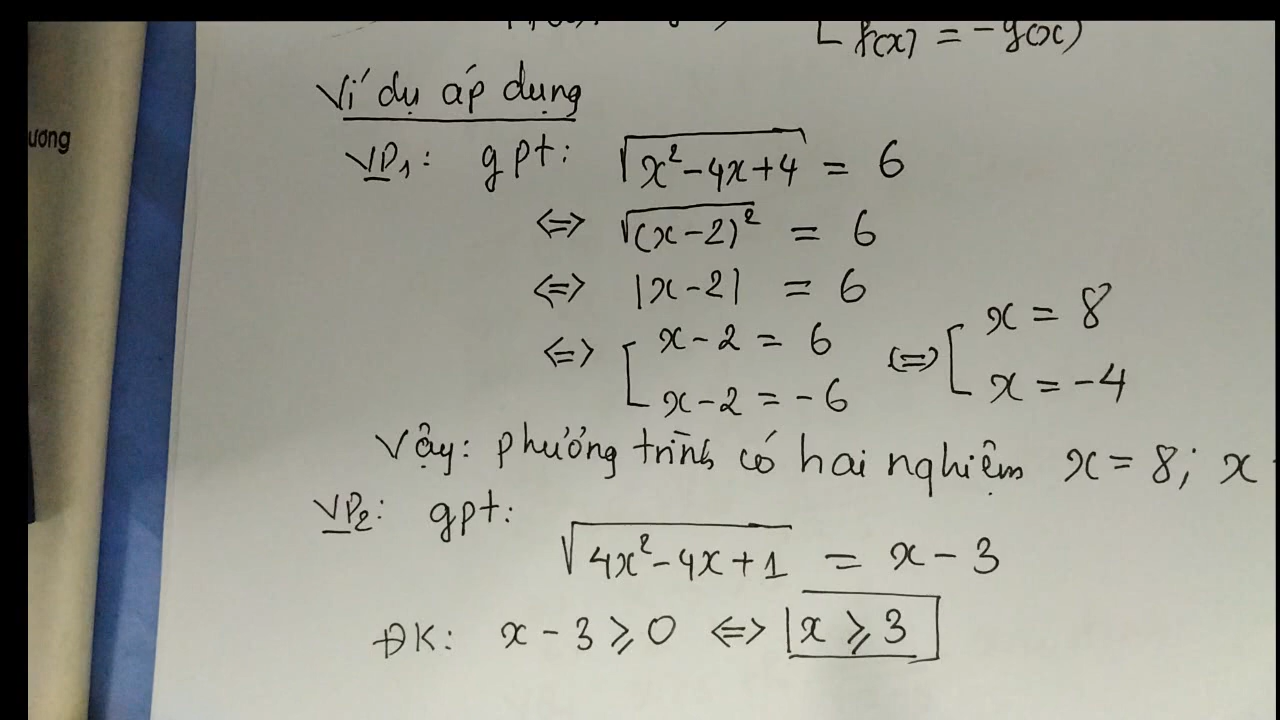 [ f(x) = -g(x)
ương
Ví dụ áp dụng
VD1: gpt: √(x²-4x+4) = 6
<=> √(x-2)² = 6
<=> |x-2| = 6
<=> [ x-2 = 6
x-2 = -6
<=> [ x = 8
x = -4
Vậy: phương trình có hai nghiệm x = 8; x
VD2: gpt:
√(4x²-4x+1) = x-3
ĐK: x-3 ⩾ 0 <=> x ⩾ 3